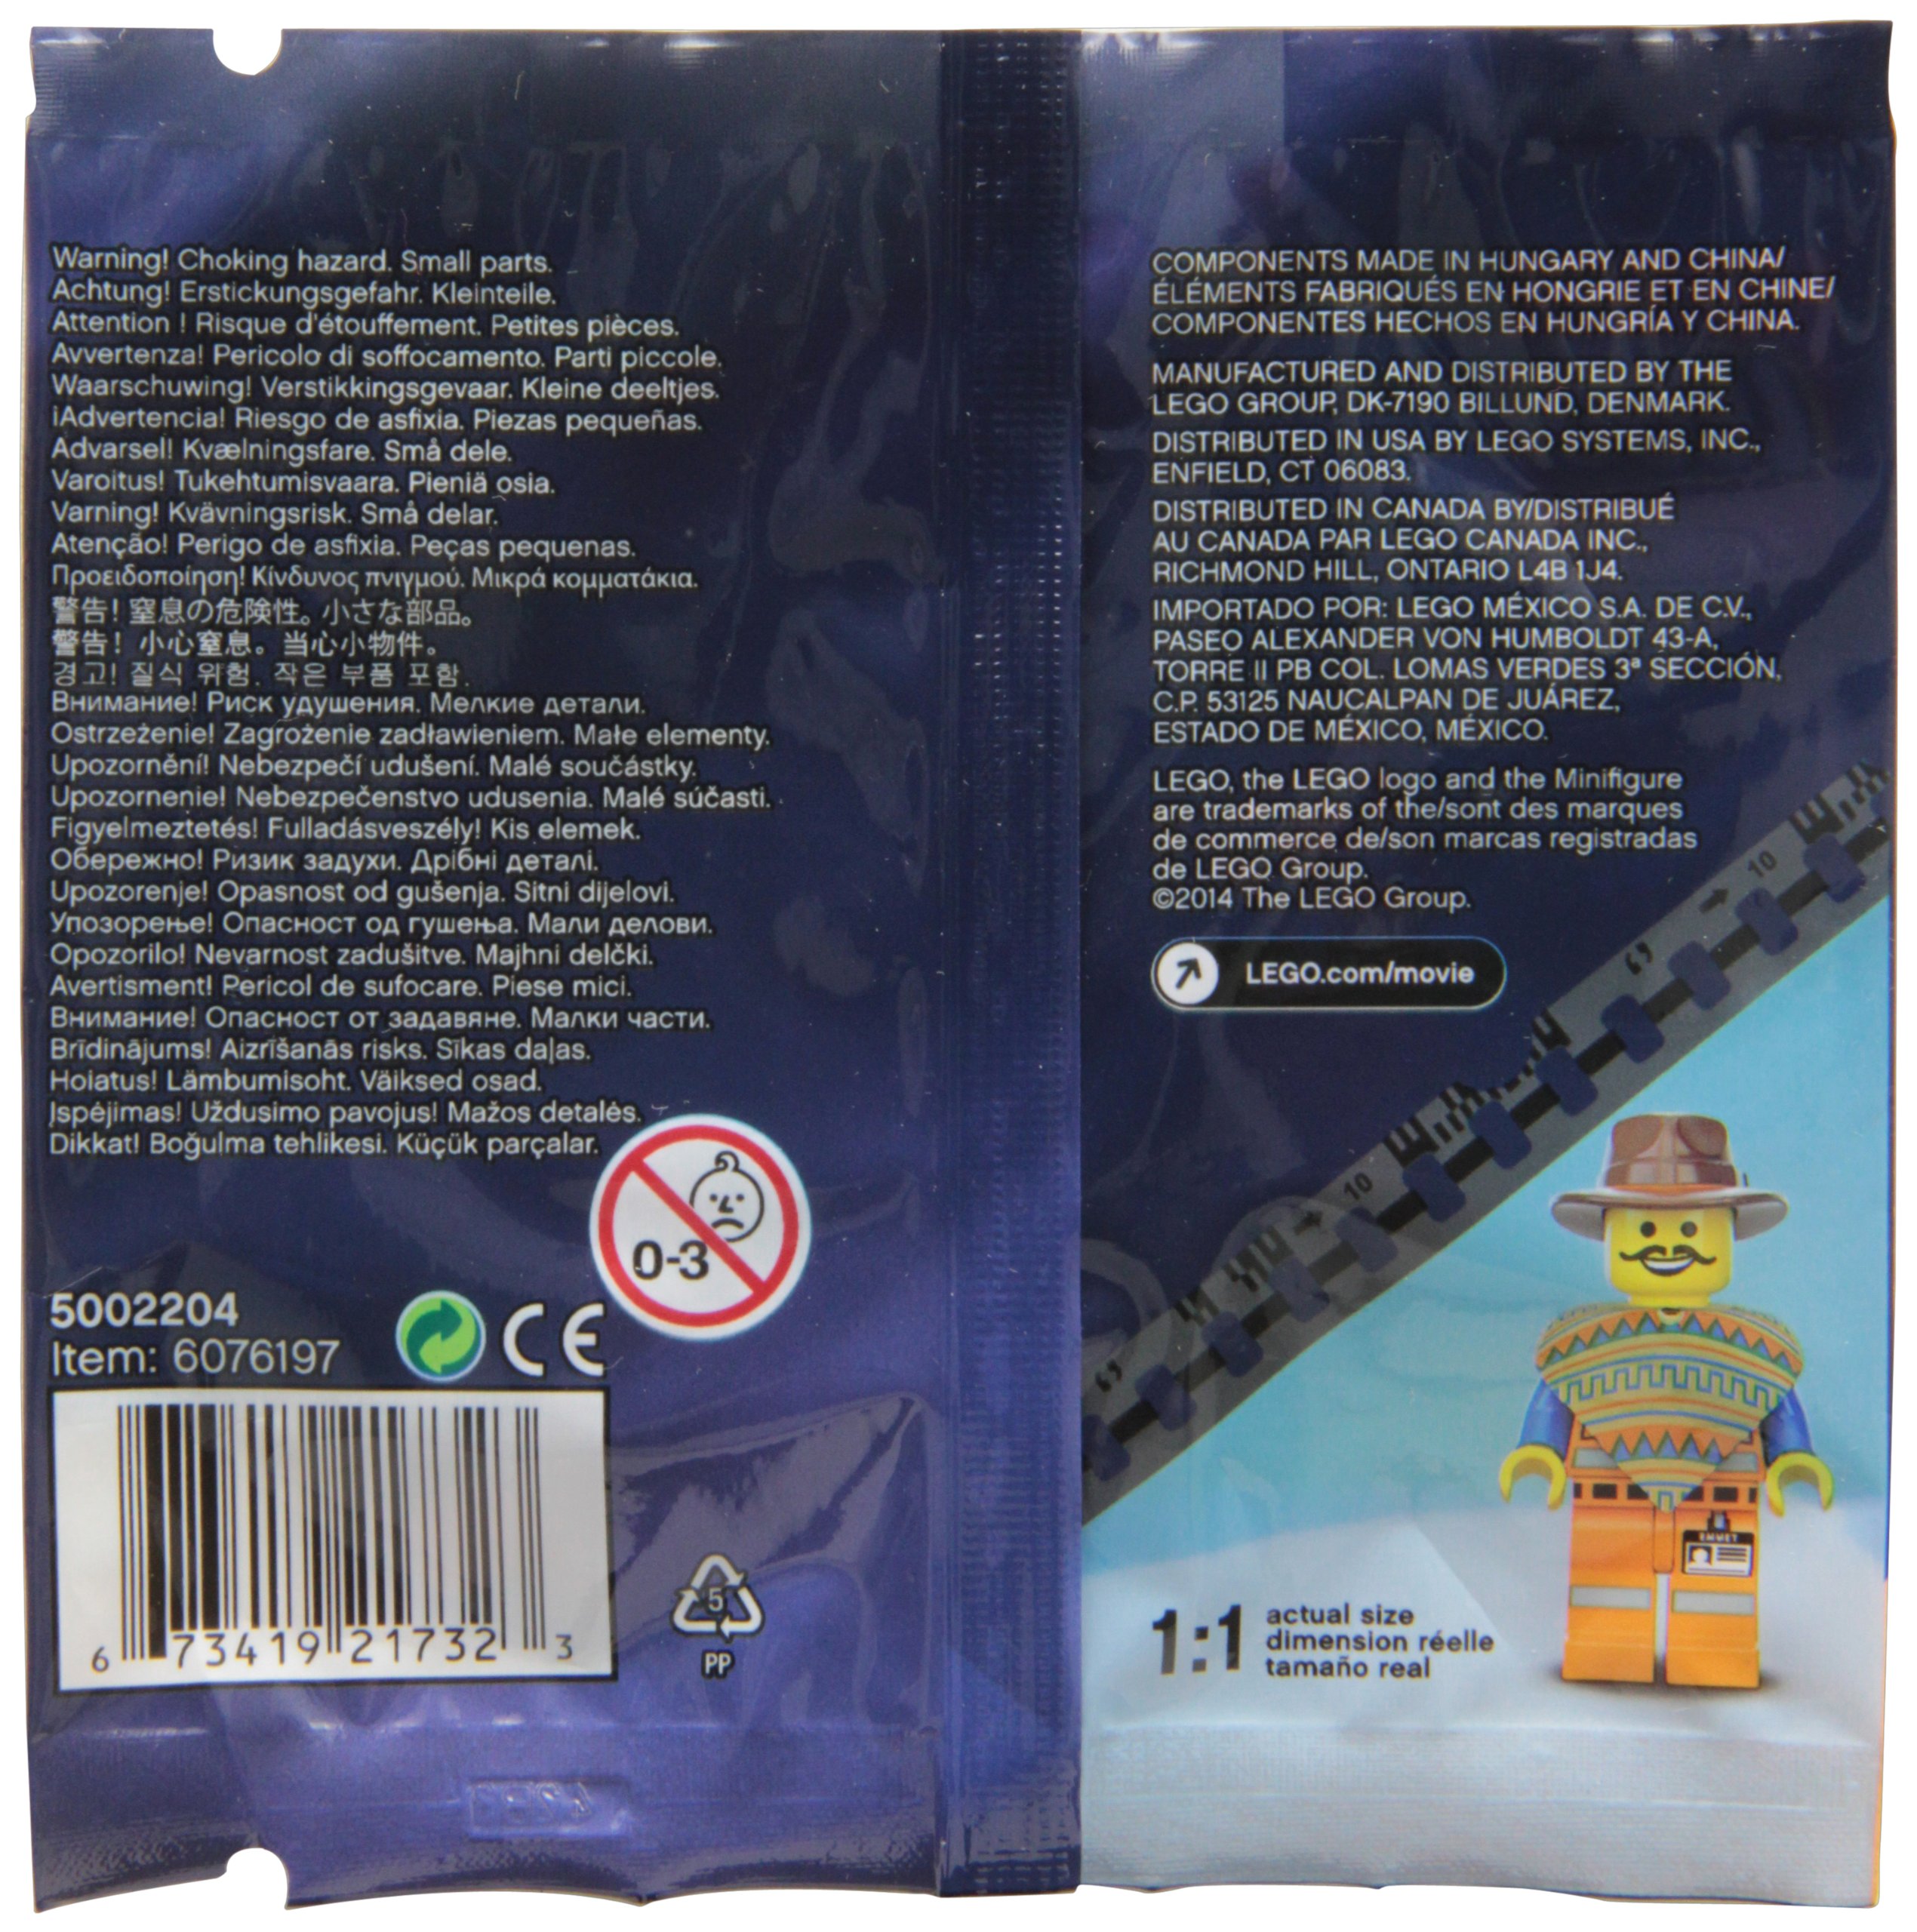 Warning! Choking hazard. Small parts.
Achtung! Erstickungsgefahr. Kleinteile.
Attention ! Risque d'étouffement. Petites pièces.
Avvertenza! Pericolo di soffocamento. Parti piccole.
Waarschuwing! Verstikkingsgevaar. Kleine deeltjes.
¡Advertencia! Riesgo de asfixia. Piezas pequeñas.
Advarsel! Kvælningsfare. Små dele.
Varoitus! Tukehtumisvaara. Pieniä osia.
Varning! Kvävningsrisk. Små delar.
Atenção! Perigo de asfixia. Peças pequenas.
Προειδοποίηση! Κίνδυνος πνιγμού. Μικρά κομματάκια.
警告! 窒息の危険性。小さな部品。
警告！小心窒息。当心小物件。
경고! 질식 위험. 작은 부품 포함.
Внимание! Риск удушения. Мелкие детали.
Ostrzeżenie! Zagrożenie zadławieniem. Małe elementy.
Upozornění! Nebezpečí udušení. Malé součástky.
Upozornenie! Nebezpečenstvo udusenia. Malé súčasti.
Figyelmeztetés! Fulladásveszély! Kis elemek.
Обережно! Ризик задухи. Дрібні деталі.
Upozorenje! Opasnost od gušenja. Sitni dijelovi.
Упозорење! Опасност од гушења. Мали делови.
Opozorilo! Nevarnost zadušitve. Majhni delčki.
Avertisment! Pericol de sufocare. Piese mici.
Внимание! Опасност от задавяне. Малки части.
Brīdinājums! Aizrīšanās risks. Sīkas daļas.
Hoiatus! Lämbumisoht. Väiksed osad.
Įspėjimas! Uždusimo pavojus! Mažos detalės.
Dikkat! Boğulma tehlikesi. Küçük parçalar.
0-3
5002204
Item: 6076197
CE
6 73419 21732 3
5
PP
COMPONENTS MADE IN HUNGARY AND CHINA/
ÉLÉMENTS FABRIQUÉS EN HONGRIE ET EN CHINE/
COMPONENTES HECHOS EN HUNGRÍA Y CHINA.
MANUFACTURED AND DISTRIBUTED BY THE
LEGO GROUP, DK-7190 BILLUND, DENMARK.
DISTRIBUTED IN USA BY LEGO SYSTEMS, INC.,
ENFIELD, CT 06083.
DISTRIBUTED IN CANADA BY/DISTRIBUÉ
AU CANADA PAR LEGO CANADA INC.,
RICHMOND HILL, ONTARIO L4B 1J4.
IMPORTADO POR: LEGO MÉXICO S.A. DE C.V.,
PASEO ALEXANDER VON HUMBOLDT 43-A,
TORRE II PB COL. LOMAS VERDES 3ª SECCIÓN,
C.P. 53125 NAUCALPAN DE JUÁREZ,
ESTADO DE MÉXICO, MÉXICO.
LEGO, the LEGO logo and the Minifigure
are trademarks of the/sont des marques
de commerce de/son marcas registradas
de LEGO Group.
©2014 The LEGO Group.
LEGO.com/movie
10
10
EMMET
1:1
actual size
dimension réelle
tamaño real